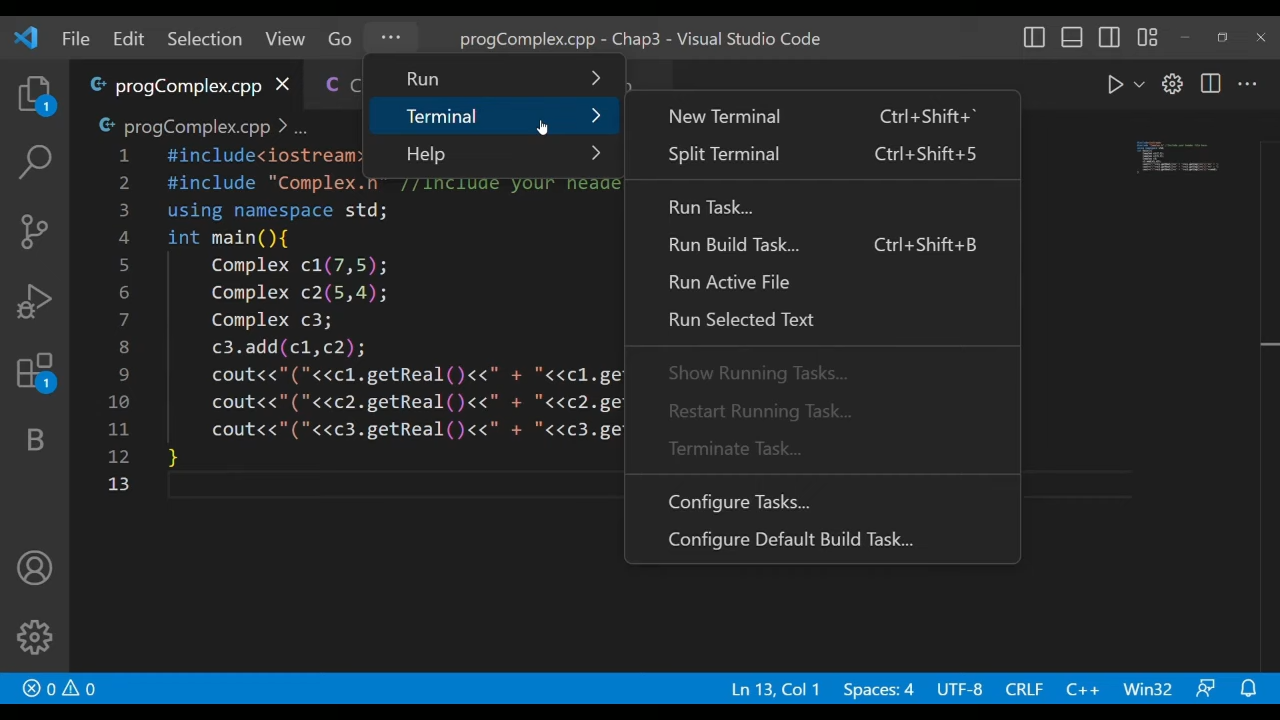 File Edit Selection View Go ... progComplex.cpp - Chap3 - Visual Studio Code
progComplex.cpp
C
Run
Terminal
Help
New Terminal Ctrl+Shift+`
Split Terminal Ctrl+Shift+5
Run Task...
Run Build Task... Ctrl+Shift+B
Run Active File
Run Selected Text
Show Running Tasks...
Restart Running Task...
Terminate Task...
Configure Tasks...
Configure Default Build Task...
progComplex.cpp > ...
1 #include<iostream>
2 #include "Complex.h" //include your heade
3 using namespace std;
4 int main(){
5 Complex c1(7,5);
6 Complex c2(5,4);
7 Complex c3;
8 c3.add(c1,c2);
9 cout<<"("<<c1.getReal()<<" + "<<c1.ge
10 cout<<"("<<c2.getReal()<<" + "<<c2.ge
11 cout<<"("<<c3.getReal()<<" + "<<c3.ge
12 }
13
1
1
B
0 0 Ln 13, Col 1 Spaces: 4 UTF-8 CRLF C++ Win32